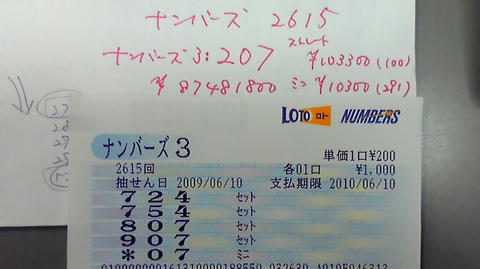 ナンバーズ 2615
ストレート
ナンバーズ3:207 ¥103300(100)
¥87481800 ミニ ¥10300(291)
LOTO ロト NUMBERS
ナンバーズ3
単価1口¥200
2615回 各01口 ¥1,000
抽せん日 2009/06/10 支払期限 2010/06/10
724 セット
754 セット
807 セット
907 セット
*07 ミニ